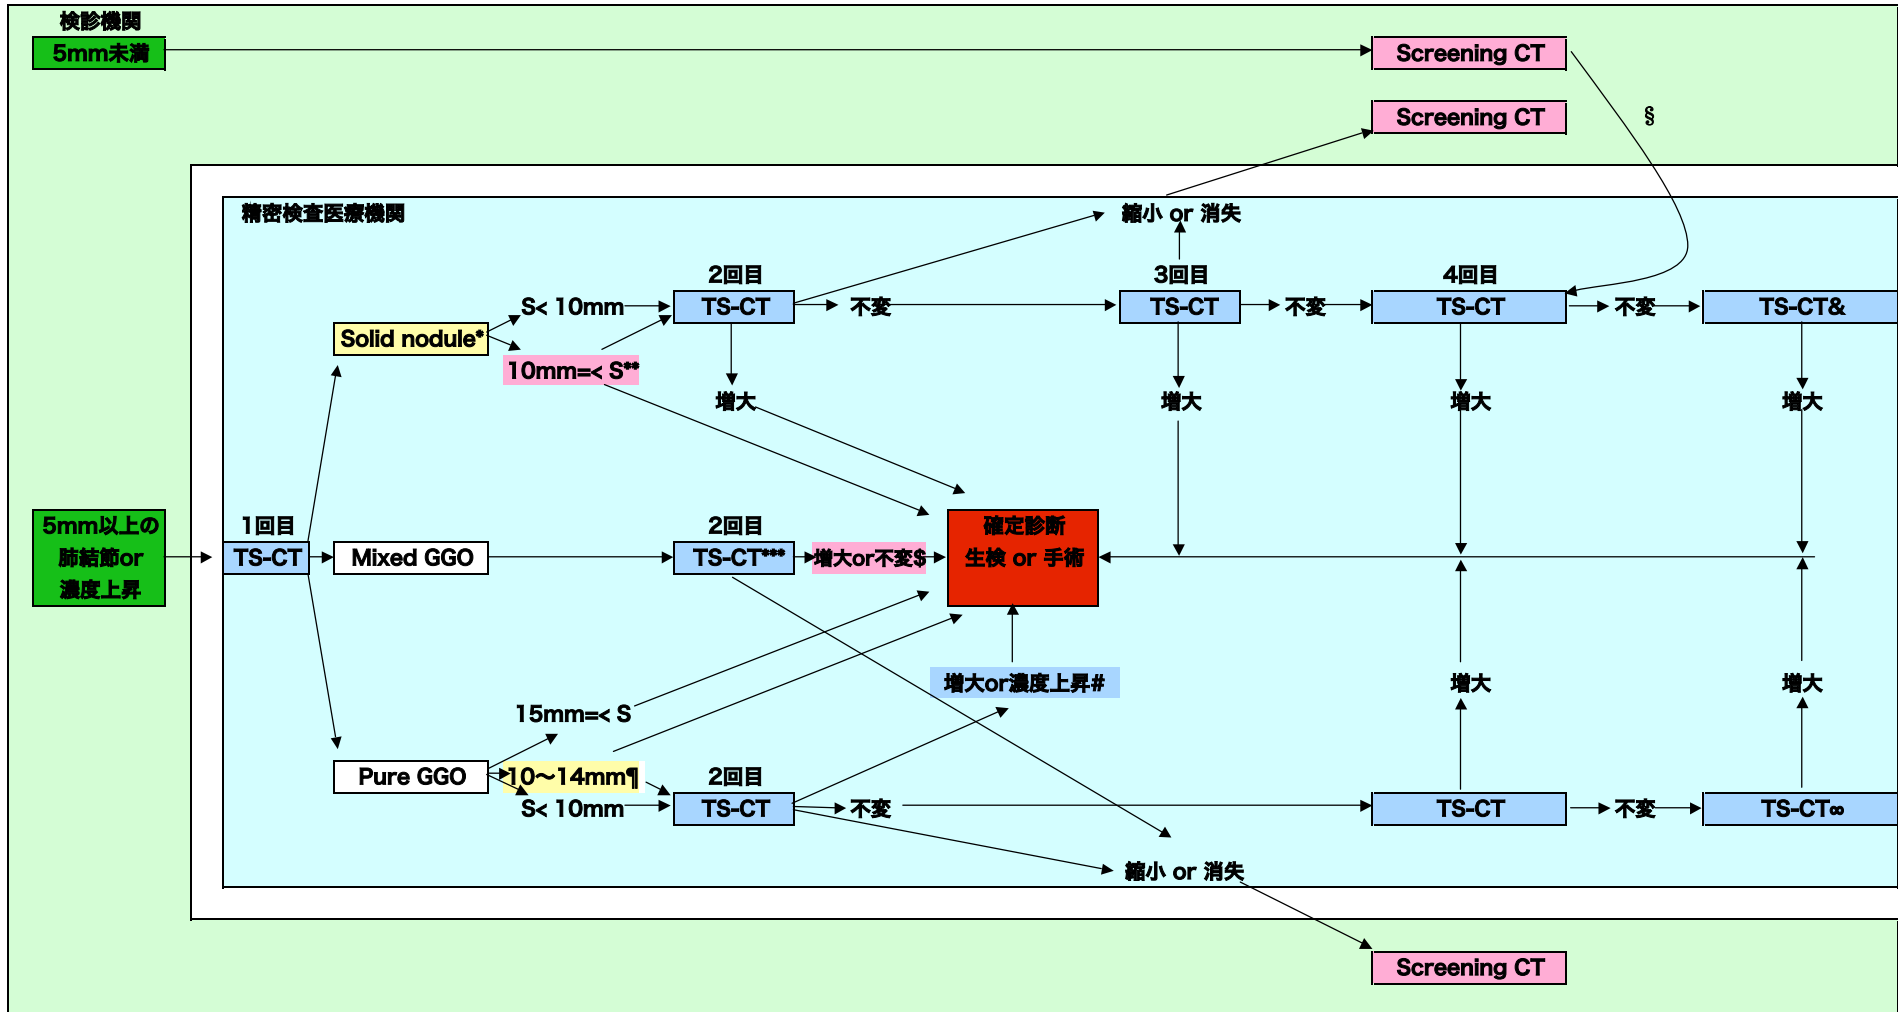 検診機関
5mm未満
Screening CT
Screening CT
§
精密検査医療機関
縮小 or 消失
2回目
3回目
4回目
S< 10mm
TS-CT
不変
TS-CT
不変
TS-CT
不変
TS-CT&
Solid nodule*
10mm=< S**
増大
増大
増大
増大
5mm以上の
肺結節or
濃度上昇
1回目
TS-CT
Mixed GGO
2回目
TS-CT***
増大or不変$
確定診断
生検 or 手術
増大or濃度上昇#
増大
増大
15mm=< S
Pure GGO
10〜14mm¶
S< 10mm
2回目
TS-CT
不変
TS-CT
不変
TS-CT∞
縮小 or 消失
Screening CT